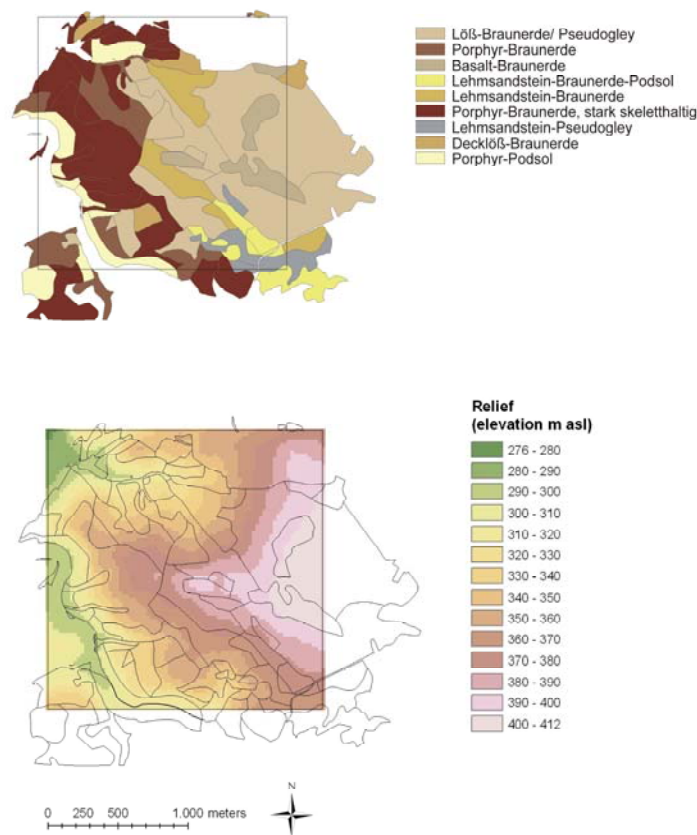 Löß-Braunerde/ Pseudogley
Porphyr-Braunerde
Basalt-Braunerde
Lehmsandstein-Braunerde-Podsol
Lehmsandstein-Braunerde
Porphyr-Braunerde, stark skeletthaltig
Lehmsandstein-Pseudogley
Decklöß-Braunerde
Porphyr-Podsol
Relief
(elevation m asl)
276 - 280
280 - 290
290 - 300
300 - 310
310 - 320
320 - 330
330 - 340
340 - 350
350 - 360
360 - 370
370 - 380
380 - 390
390 - 400
400 - 412
N
0 250 500 1.000 meters